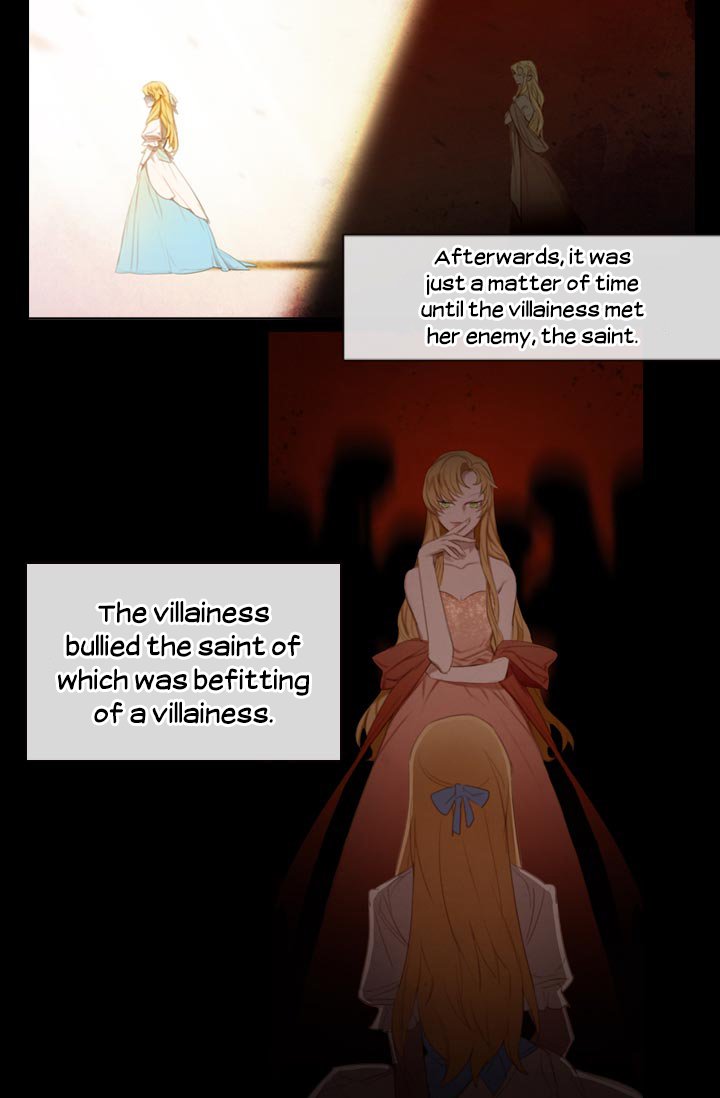 Afterwards, it was
just a matter of time
until the villainess met
her enemy, the saint.
The villainess
bullied the saint of
which was befitting
of a villainess.